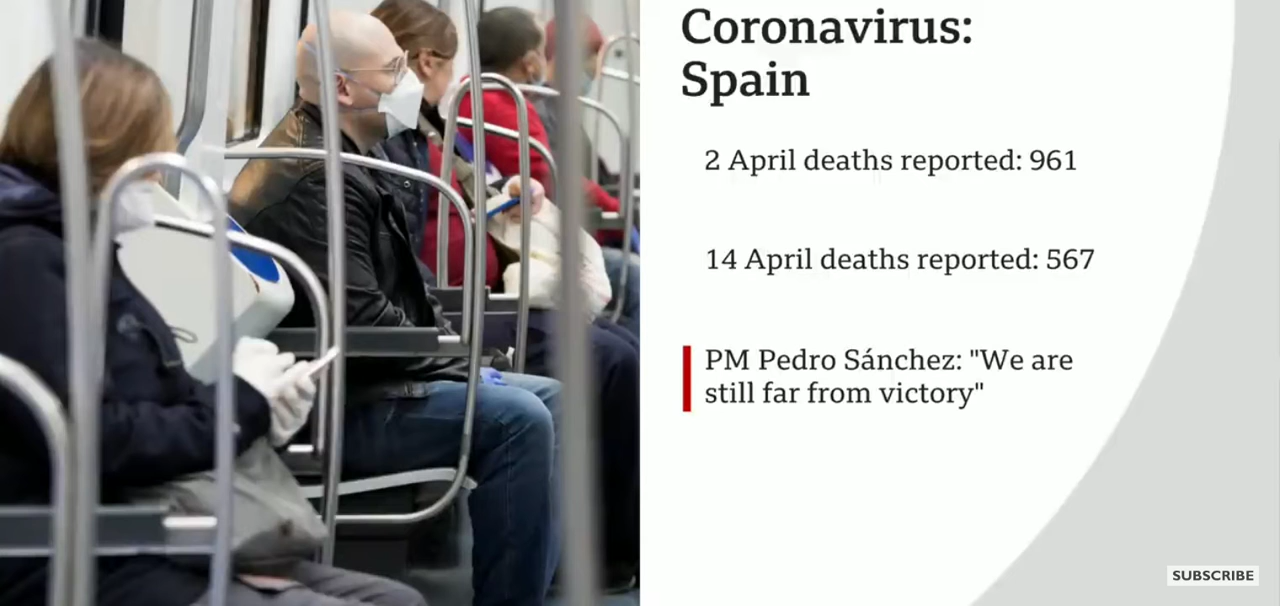 Coronavirus:
Spain
2 April deaths reported: 961
14 April deaths reported: 567
PM Pedro Sánchez: "We are
still far from victory"
SUBSCRIBE